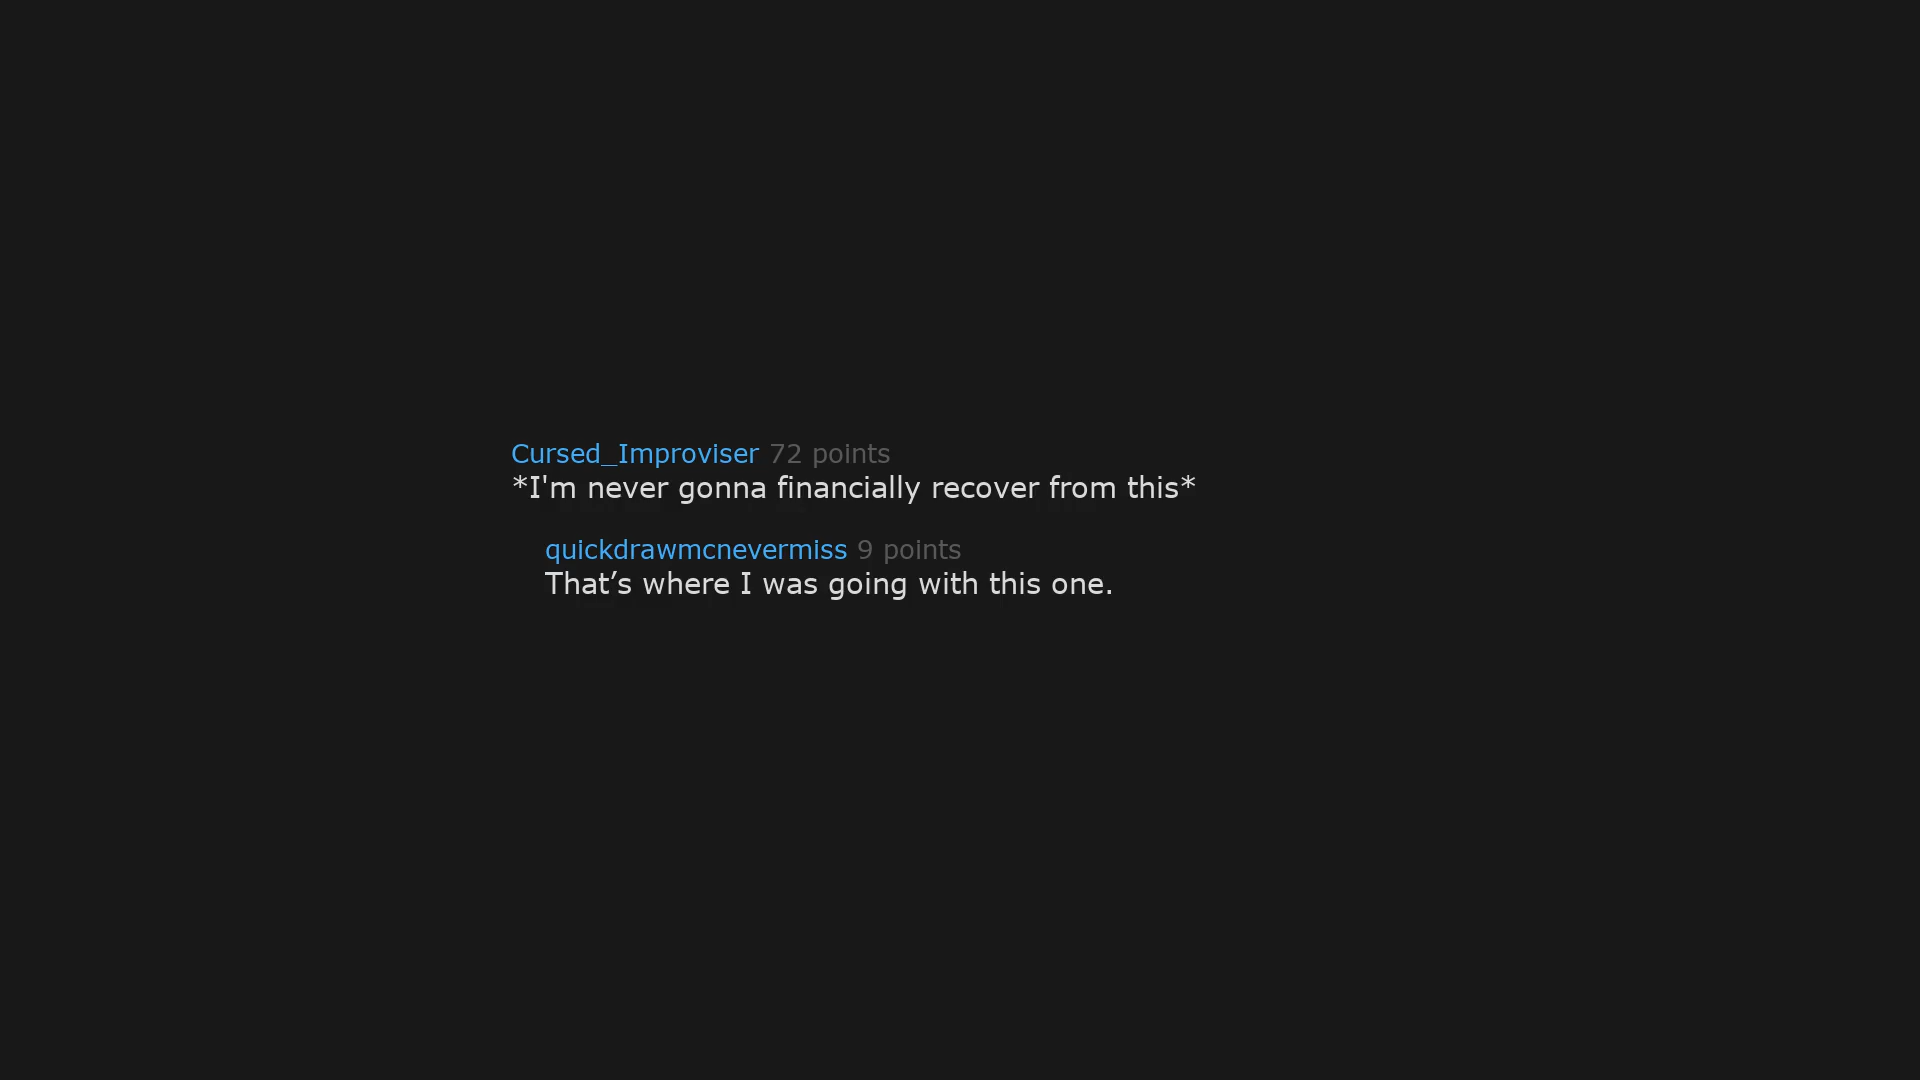 Cursed_Improviser 72 points
*I'm never gonna financially recover from this*
quickdrawmcnevermiss 9 points
That’s where I was going with this one.